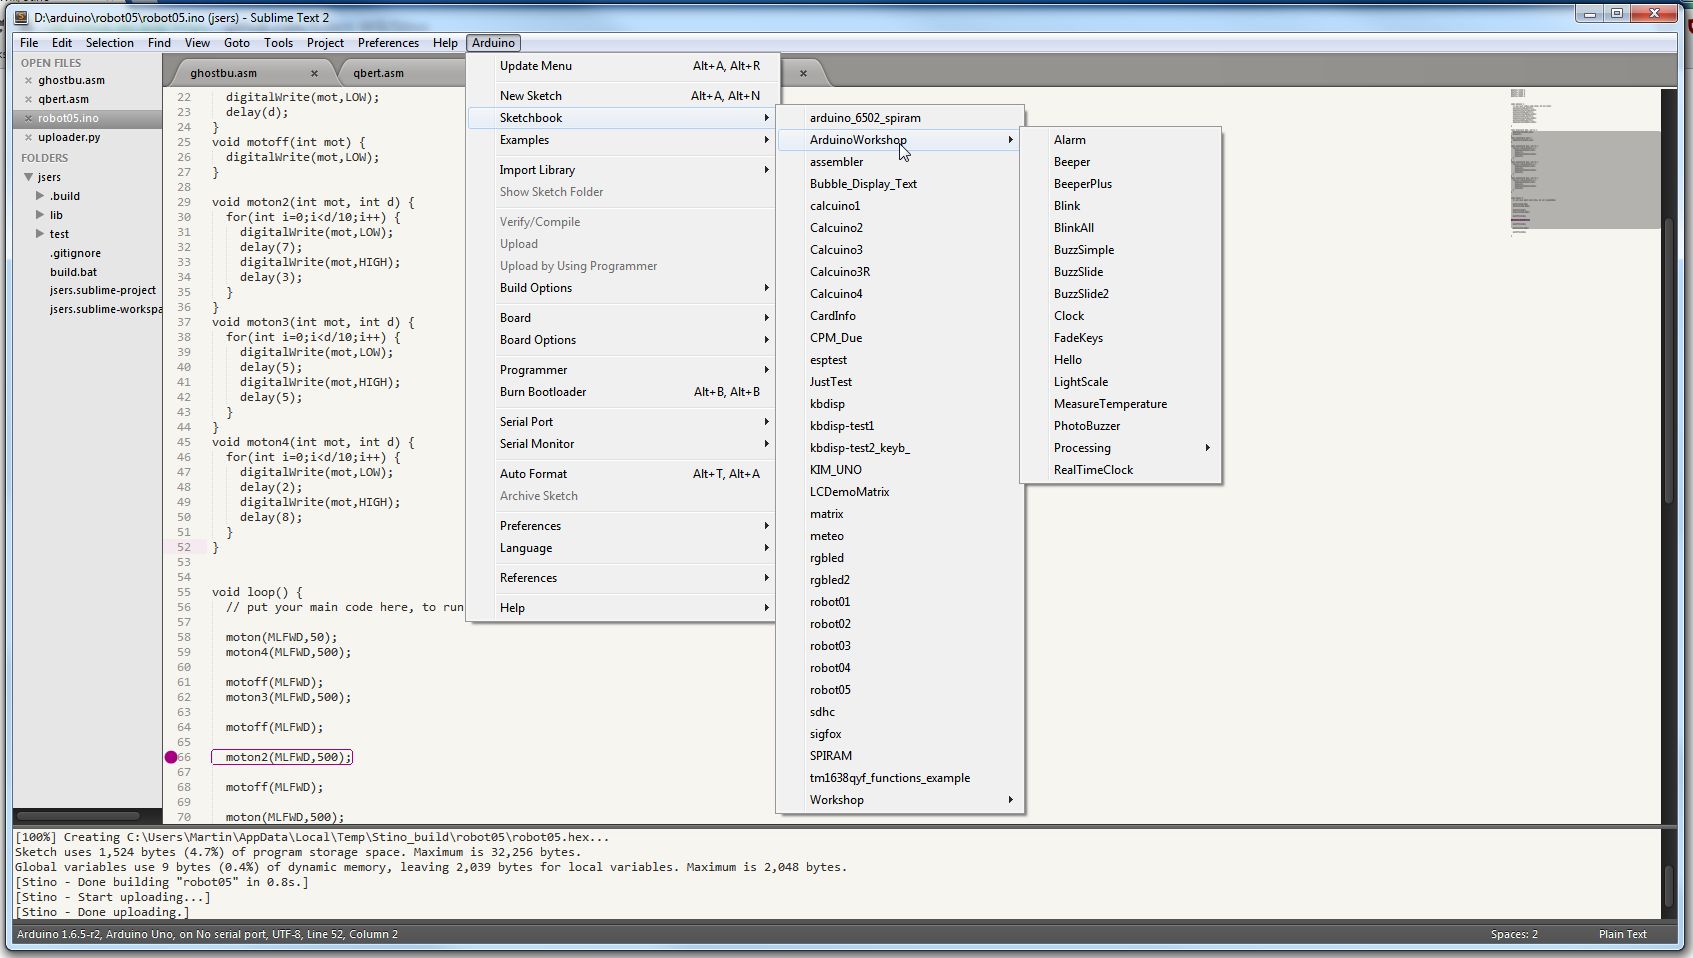 D:\arduino\robot05\robot05.ino (jsers) - Sublime Text 2
File Edit Selection Find View Goto Tools Project Preferences Help Arduino
OPEN FILES
ghostbu.asm
qbert.asm
robot05.ino
uploader.py
FOLDERS
jsers
.build
lib
test
.gitignore
build.bat
jsers.sublime-project
jsers.sublime-workspa
ghostbu.asm × qbert.asm ×
22 digitalWrite(mot,LOW);
23 delay(d);
24 }
25 void motoff(int mot) {
26 digitalWrite(mot,LOW);
27 }
28
29 void moton2(int mot, int d) {
30 for(int i=0;i<d/10;i++) {
31 digitalWrite(mot,LOW);
32 delay(7);
33 digitalWrite(mot,HIGH);
34 delay(3);
35 }
36 }
37 void moton3(int mot, int d) {
38 for(int i=0;i<d/10;i++) {
39 digitalWrite(mot,LOW);
40 delay(5);
41 digitalWrite(mot,HIGH);
42 delay(5);
43 }
44 }
45 void moton4(int mot, int d) {
46 for(int i=0;i<d/10;i++) {
47 digitalWrite(mot,LOW);
48 delay(2);
49 digitalWrite(mot,HIGH);
50 delay(8);
51 }
52 }
53
54
55 void loop() {
56 // put your main code here, to run
57
58 moton(MLFWD,50);
59 moton4(MLFWD,500);
60
61 motoff(MLFWD);
62 moton3(MLFWD,500);
63
64 motoff(MLFWD);
65
66 moton2(MLFWD,500);
67
68 motoff(MLFWD);
69
70 moton(MLFWD,500);
Update Menu Alt+A, Alt+R
New Sketch Alt+A, Alt+N
Sketchbook
Examples
Import Library
Show Sketch Folder
Verify/Compile
Upload
Upload by Using Programmer
Build Options
Board
Board Options
Programmer
Burn Bootloader Alt+B, Alt+B
Serial Port
Serial Monitor
Auto Format Alt+T, Alt+A
Archive Sketch
Preferences
Language
References
Help
arduino_6502_spiram
ArduinoWorkshop
assembler
Bubble_Display_Text
calcuino1
Calcuino2
Calcuino3
Calcuino3R
Calcuino4
CardInfo
CPM_Due
esptest
JustTest
kbdisp
kbdisp-test1
kbdisp-test2_keyb_
KIM_UNO
LCDemoMatrix
matrix
meteo
rgbled
rgbled2
robot01
robot02
robot03
robot04
robot05
sdhc
sigfox
SPIRAM
tm1638qyf_functions_example
Workshop
Alarm
Beeper
BeeperPlus
Blink
BlinkAll
BuzzSimple
BuzzSlide
BuzzSlide2
Clock
FadeKeys
Hello
LightScale
MeasureTemperature
PhotoBuzzer
Processing
RealTimeClock
[100%] Creating C:\Users\Martin\AppData\Local\Temp\Stino_build\robot05\robot05.hex...
Sketch uses 1,524 bytes (4.7%) of program storage space. Maximum is 32,256 bytes.
Global variables use 9 bytes (0.4%) of dynamic memory, leaving 2,039 bytes for local variables. Maximum is 2,048 bytes.
[Stino - Done building "robot05" in 0.8s.]
[Stino - Start uploading...]
[Stino - Done uploading.]
Arduino 1.6.5-r2, Arduino Uno, on No serial port, UTF-8, Line 52, Column 2 Spaces: 2 Plain Text